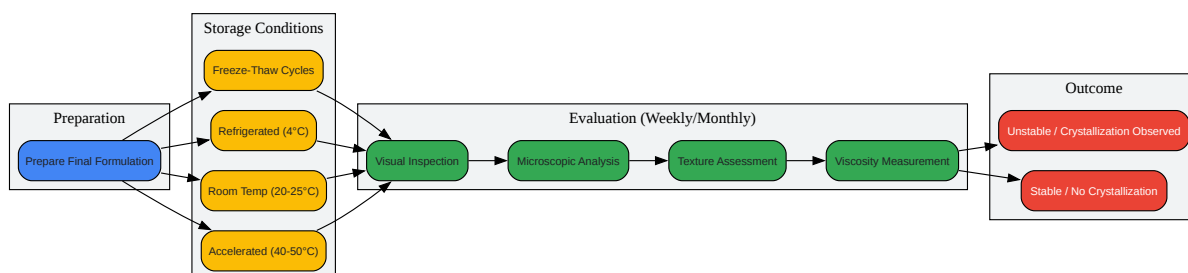 Preparation
Prepare Final Formulation
Storage Conditions
Freeze-Thaw Cycles
Refrigerated (4°C)
Room Temp (20-25°C)
Accelerated (40-50°C)
Evaluation (Weekly/Monthly)
Visual Inspection
Microscopic Analysis
Texture Assessment
Viscosity Measurement
Outcome
Unstable / Crystallization Observed
Stable / No Crystallization